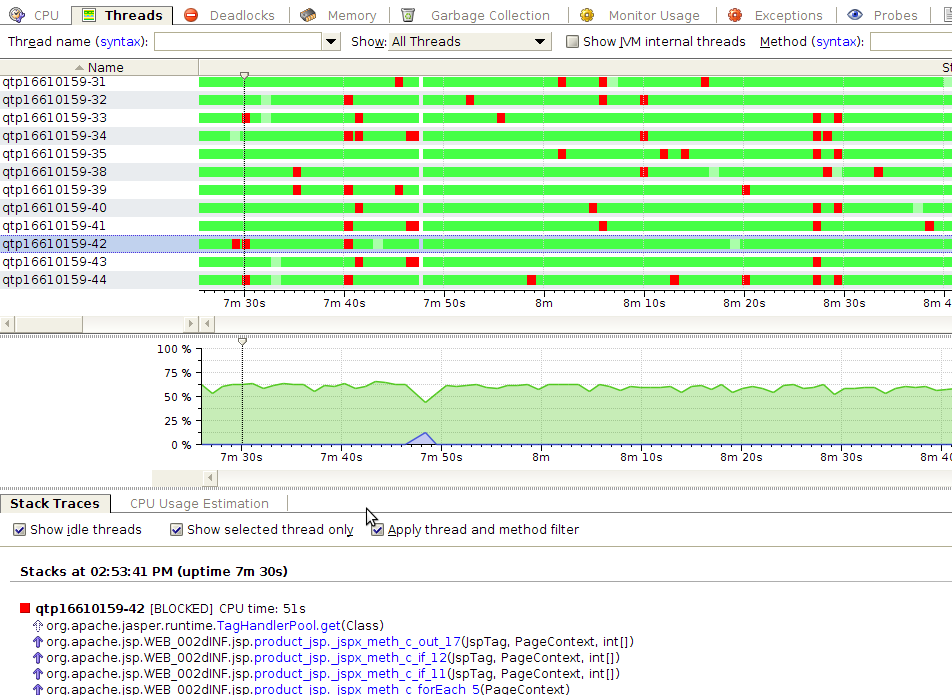 CPU Threads Deadlocks Memory Garbage Collection Monitor Usage Exceptions Probes
Thread name (syntax): Show: All Threads Show JVM internal threads Method (syntax):
Name St
qtp16610159-31
qtp16610159-32
qtp16610159-33
qtp16610159-34
qtp16610159-35
qtp16610159-38
qtp16610159-39
qtp16610159-40
qtp16610159-41
qtp16610159-42
qtp16610159-43
qtp16610159-44
7m 30s 7m 40s 7m 50s 8m 8m 10s 8m 20s 8m 30s 8m 4
100 %
75 %
50 %
25 %
0 %
7m 30s 7m 40s 7m 50s 8m 8m 10s 8m 20s 8m 30s 8m 40
Stack Traces CPU Usage Estimation
Show idle threads Show selected thread only Apply thread and method filter
Stacks at 02:53:41 PM (uptime 7m 30s)
qtp16610159-42 [BLOCKED] CPU time: 51s
org.apache.jasper.runtime.TagHandlerPool.get(Class)
org.apache.jsp.WEB_002dINF.jsp.product_jsp._jspx_meth_c_out_17(JspTag, PageContext, int[])
org.apache.jsp.WEB_002dINF.jsp.product_jsp._jspx_meth_c_if_12(JspTag, PageContext, int[])
org.apache.jsp.WEB_002dINF.jsp.product_jsp._jspx_meth_c_if_11(JspTag, PageContext, int[])
org.apache.jsp.WEB_002dINF.jsp.product_jsp._jspx_meth_c_forEach_5(PageContext)